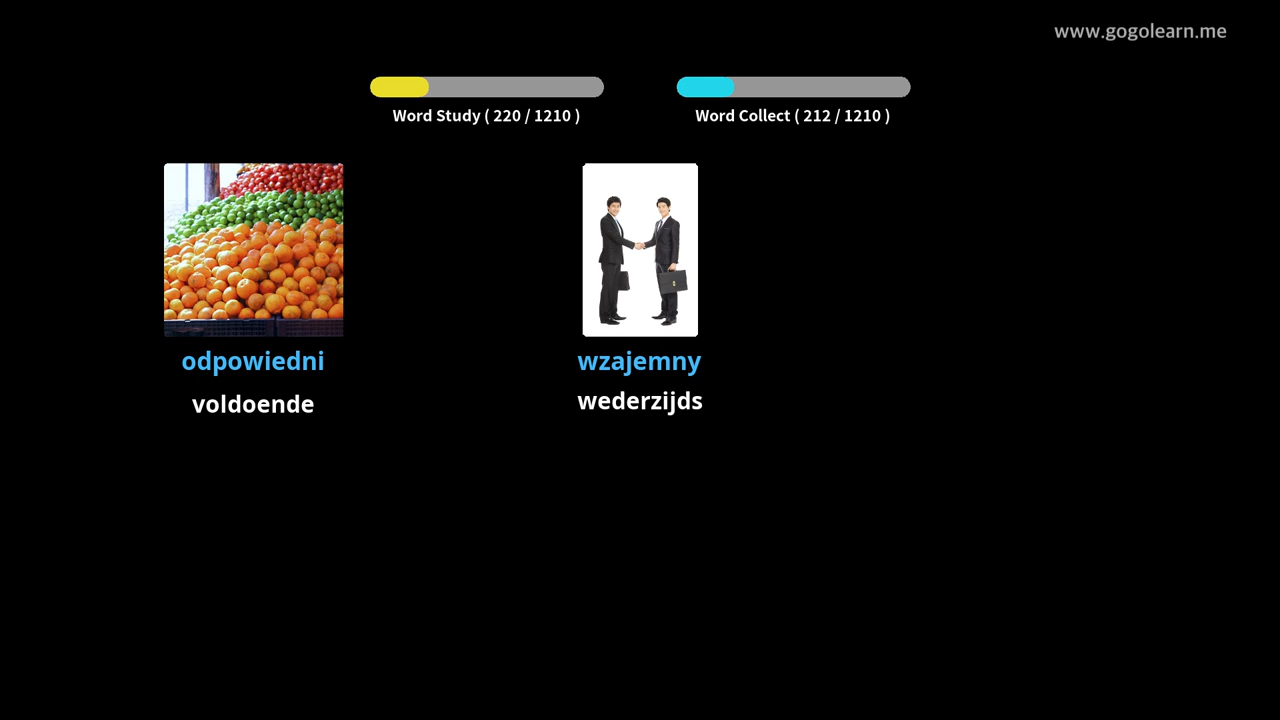 www.gogolearn.me
Word Study ( 220 / 1210 )
Word Collect ( 212 / 1210 )
odpowiedni
voldoende
wzajemny
wederzijds